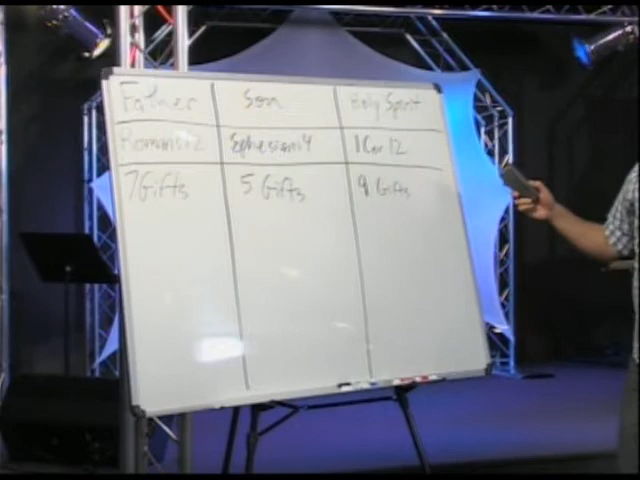 Father Son Holy Spirit
Romans 12 Ephesians 4 1 Cor 12
7 Gifts 5 Gifts 9 Gifts